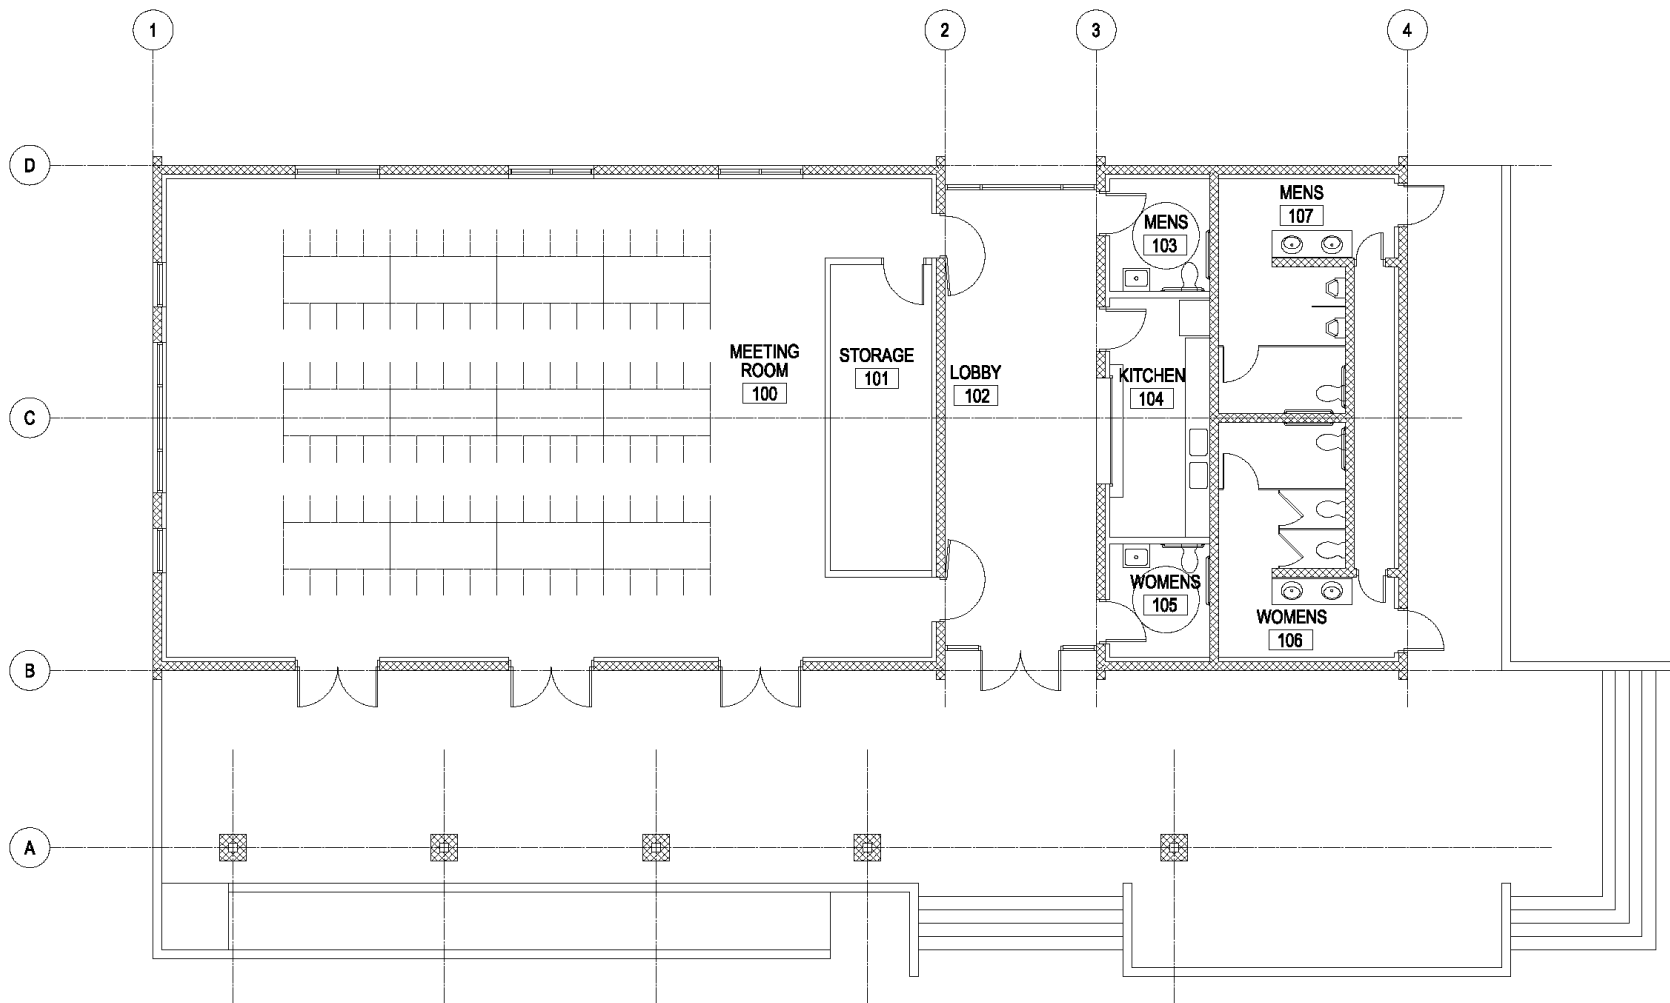 1
2
3
4
D
MENS
107
MENS
103
MEETING
ROOM
100
STORAGE
101
LOBBY
102
KITCHEN
104
C
WOMENS
105
WOMENS
106
B
A